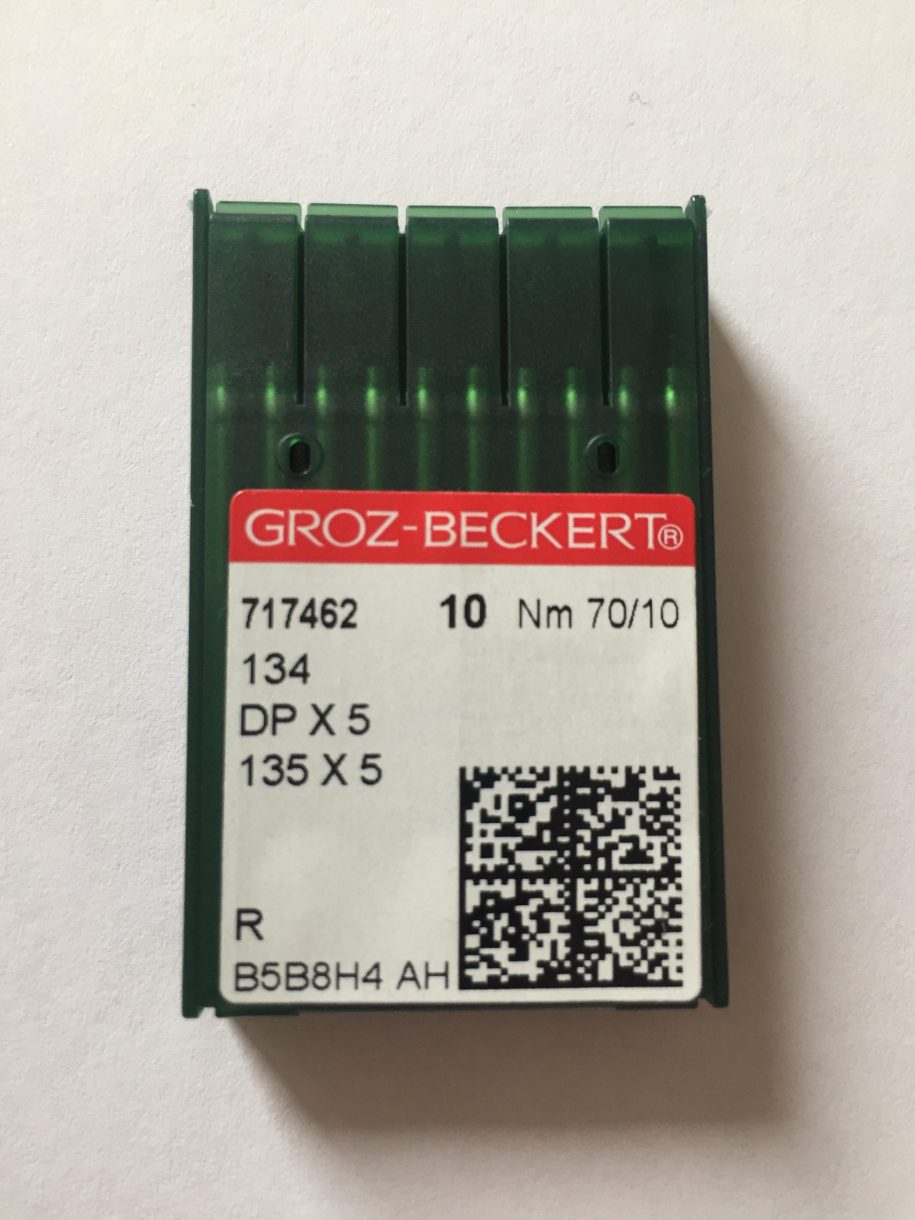 GROZ-BECKERT®
717462 10 Nm 70/10
134
DP X 5
135 X 5
R
B5B8H4 AH